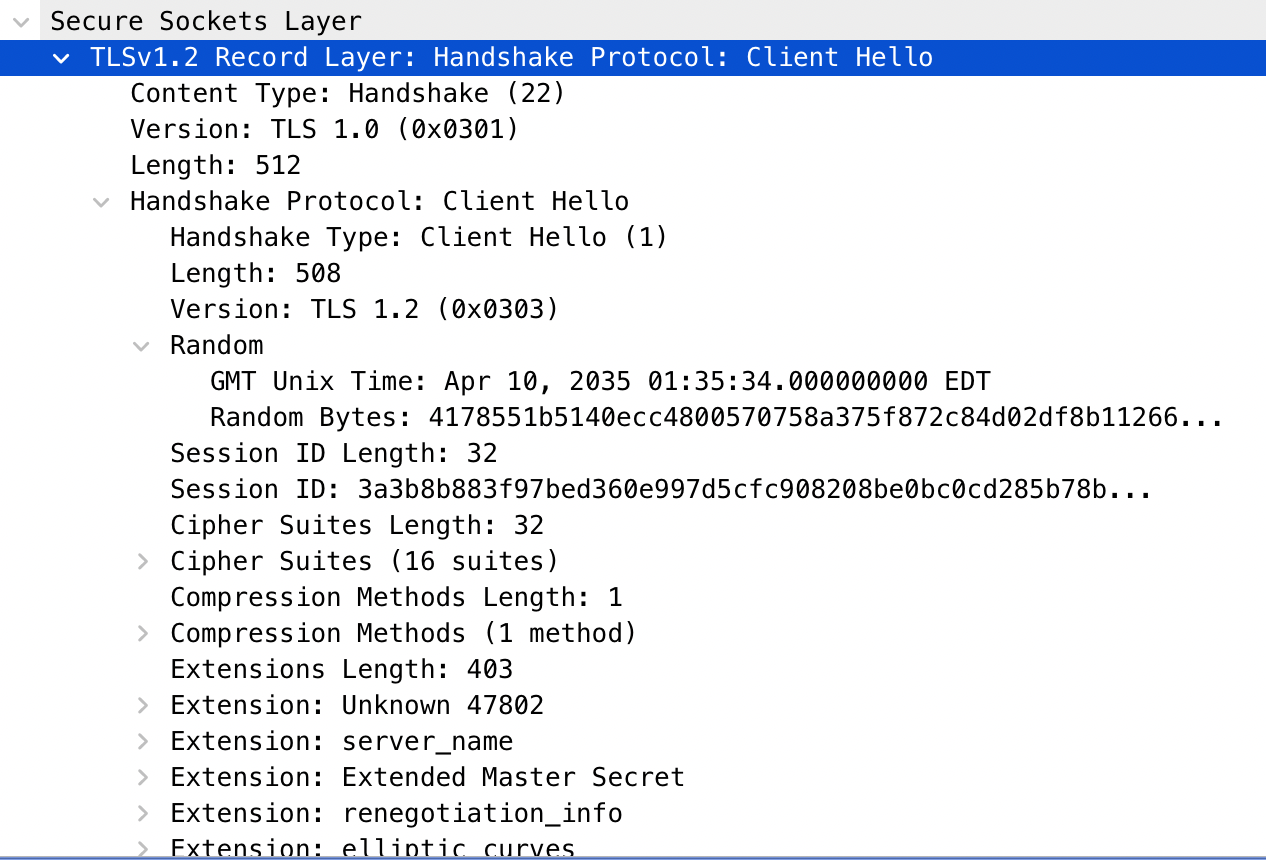 Secure Sockets Layer
TLSv1.2 Record Layer: Handshake Protocol: Client Hello
Content Type: Handshake (22)
Version: TLS 1.0 (0x0301)
Length: 512
Handshake Protocol: Client Hello
Handshake Type: Client Hello (1)
Length: 508
Version: TLS 1.2 (0x0303)
Random
GMT Unix Time: Apr 10, 2035 01:35:34.000000000 EDT
Random Bytes: 4178551b5140ecc4800570758a375f872c84d02df8b11266...
Session ID Length: 32
Session ID: 3a3b8b883f97bed360e997d5cfc908208be0bc0cd285b78b...
Cipher Suites Length: 32
Cipher Suites (16 suites)
Compression Methods Length: 1
Compression Methods (1 method)
Extensions Length: 403
Extension: Unknown 47802
Extension: server_name
Extension: Extended Master Secret
Extension: renegotiation_info
Extension: elliptic_curves